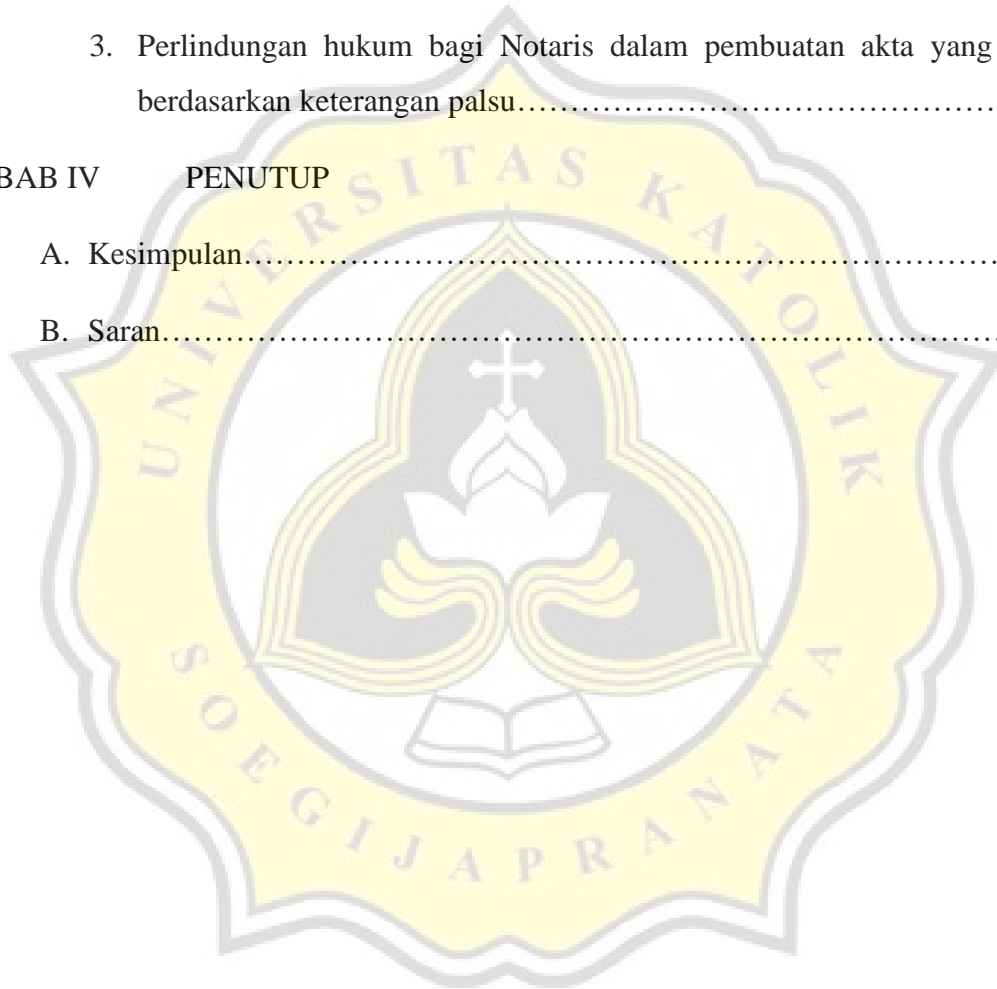 3. Perlindungan hukum bagi Notaris dalam pembuatan akta yang
berdasarkan keterangan palsu…………………………………………
BAB IV PENUTUP
A. Kesimpulan…………………………………………………………………
B. Saran…………………………………………………………………………
UNIVERSITAS KATOLIK
SOEGIJAPRANATA